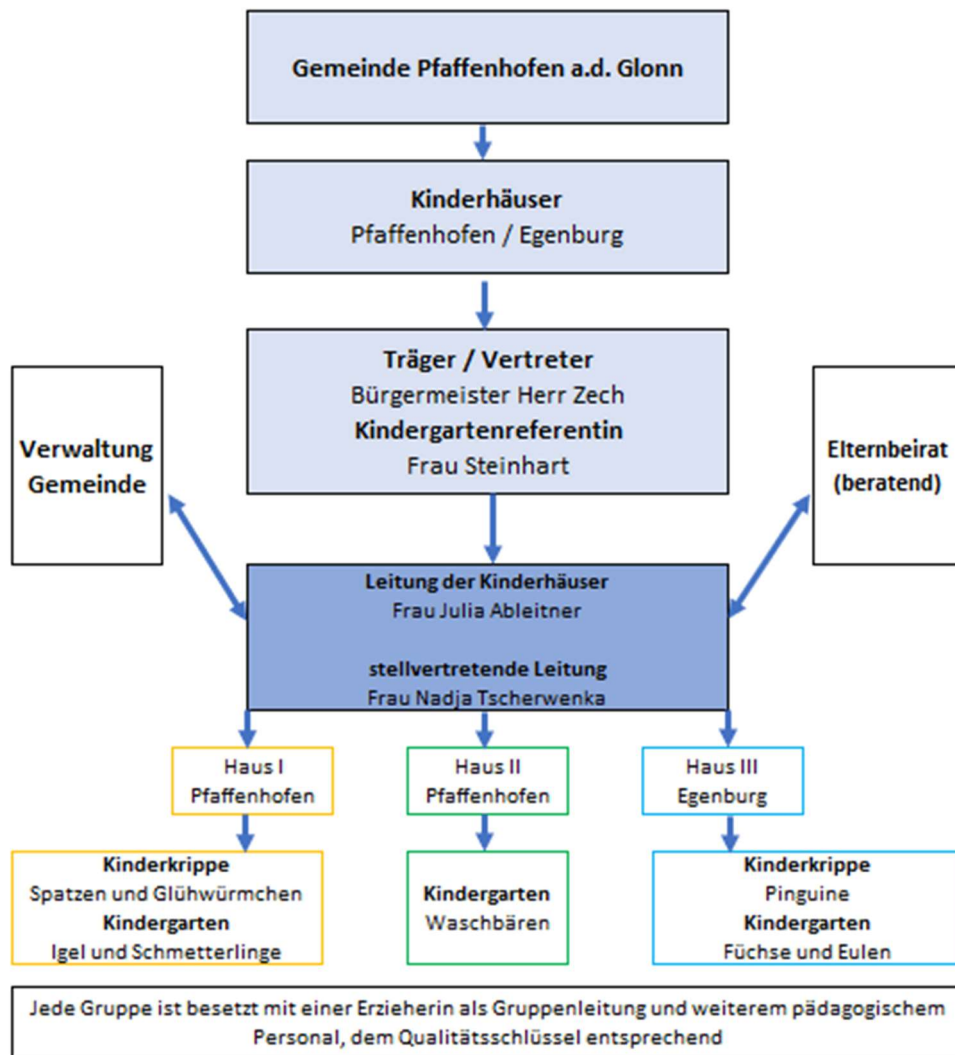 Gemeinde Pfaffenhofen a.d. Glonn
Kinderhäuser
Pfaffenhofen / Egenburg
Träger / Vertreter
Bürgermeister Herr Zech
Kindergartenreferentin
Frau Steinhart
Verwaltung
Gemeinde
Elternbeirat
(beratend)
Leitung der Kinderhäuser
Frau Julia Ableitner
stellvertretende Leitung
Frau Nadja Tscherwenka
Haus I
Pfaffenhofen
Haus II
Pfaffenhofen
Haus III
Egenburg
Kinderkrippe
Spatzen und Glühwürmchen
Kindergarten
Igel und Schmetterlinge
Kindergarten
Waschbären
Kinderkrippe
Pinguine
Kindergarten
Füchse und Eulen
Jede Gruppe ist besetzt mit einer Erzieherin als Gruppenleitung und weiterem pädagogischem
Personal, dem Qualitätsschlüssel entsprechend